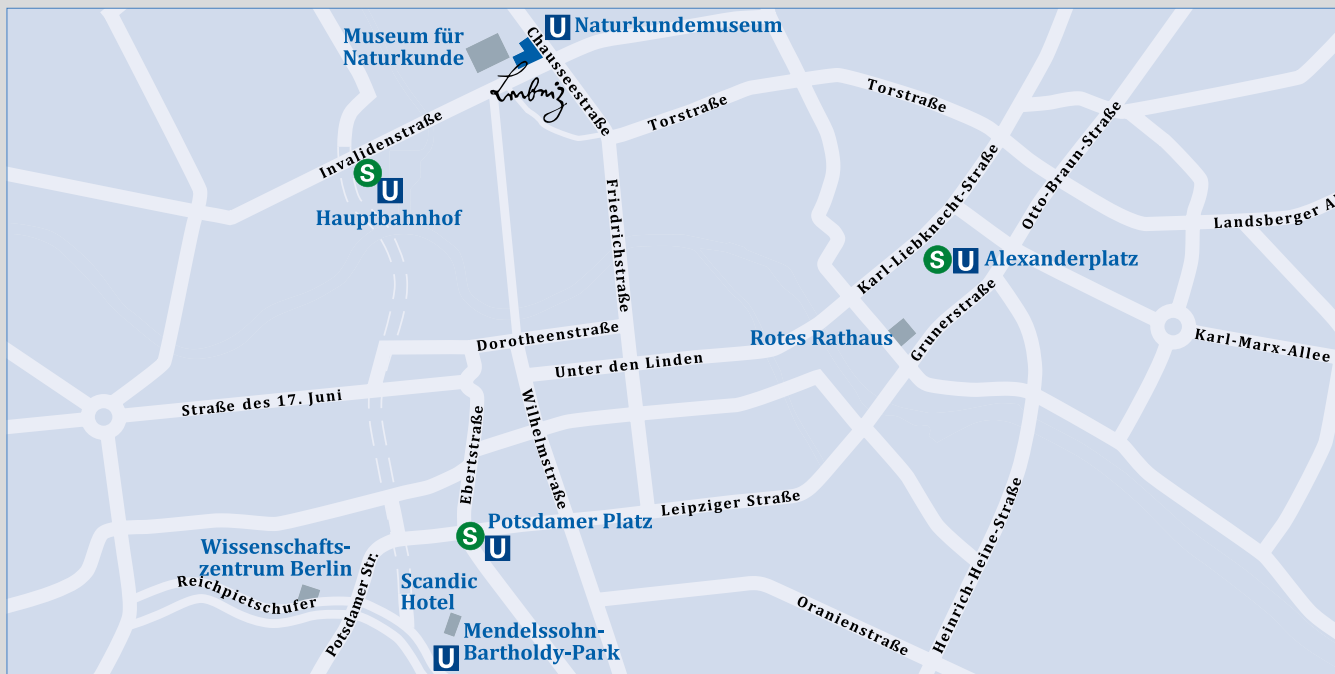 U Naturkundemuseum
Museum für
Naturkunde
Chausseestraße
Leibniz
Torstraße
Torstraße
Invalidenstraße
S
U
Hauptbahnhof
Friedrichstraße
Karl-Liebknecht-Straße
Otto-Braun-Straße
Landsberger A
S U Alexanderplatz
Dorotheenstraße
Unter den Linden
Rotes Rathaus
Grunerstraße
Karl-Marx-Allee
Straße des 17. Juni
Ebertstraße
Wilhelmstraße
Leipziger Straße
S Potsdamer Platz
U
Wissenschafts-
zentrum Berlin
Reichpietschufer
Potsdamer Str.
Scandic
Hotel
Mendelssohn-
U Bartholdy-Park
Oranienstraße
Heinrich-Heine-Straße